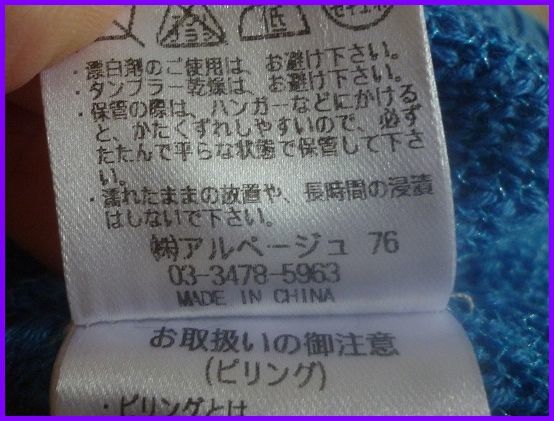 低
・漂白剤のご使用は、お避け下さい。
・タンブラー乾燥は、お避け下さい。
・保管の際は、ハンガーなどにかける
と、かたくずれしやすいので、必ず
たたんで平らな状態で保管して下さ
い。
・濡れたままの放置や、長時間の浸漬
はしないで下さい。
㈱アルページュ 76
03-3478-5963
MADE IN CHINA
お取扱いの御注意
(ピリング)
・ピリングとは